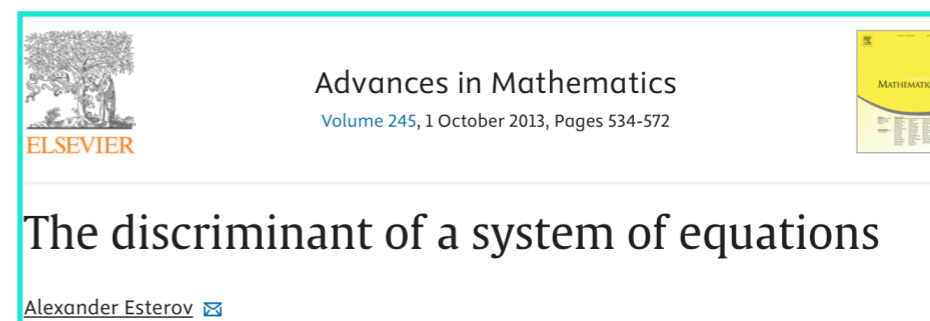 Advances in Mathematics
Volume 245, 1 October 2013, Pages 534-572
MATHEMATIC
ELSEVIER
The discriminant of a system of equations
Alexander Esterov